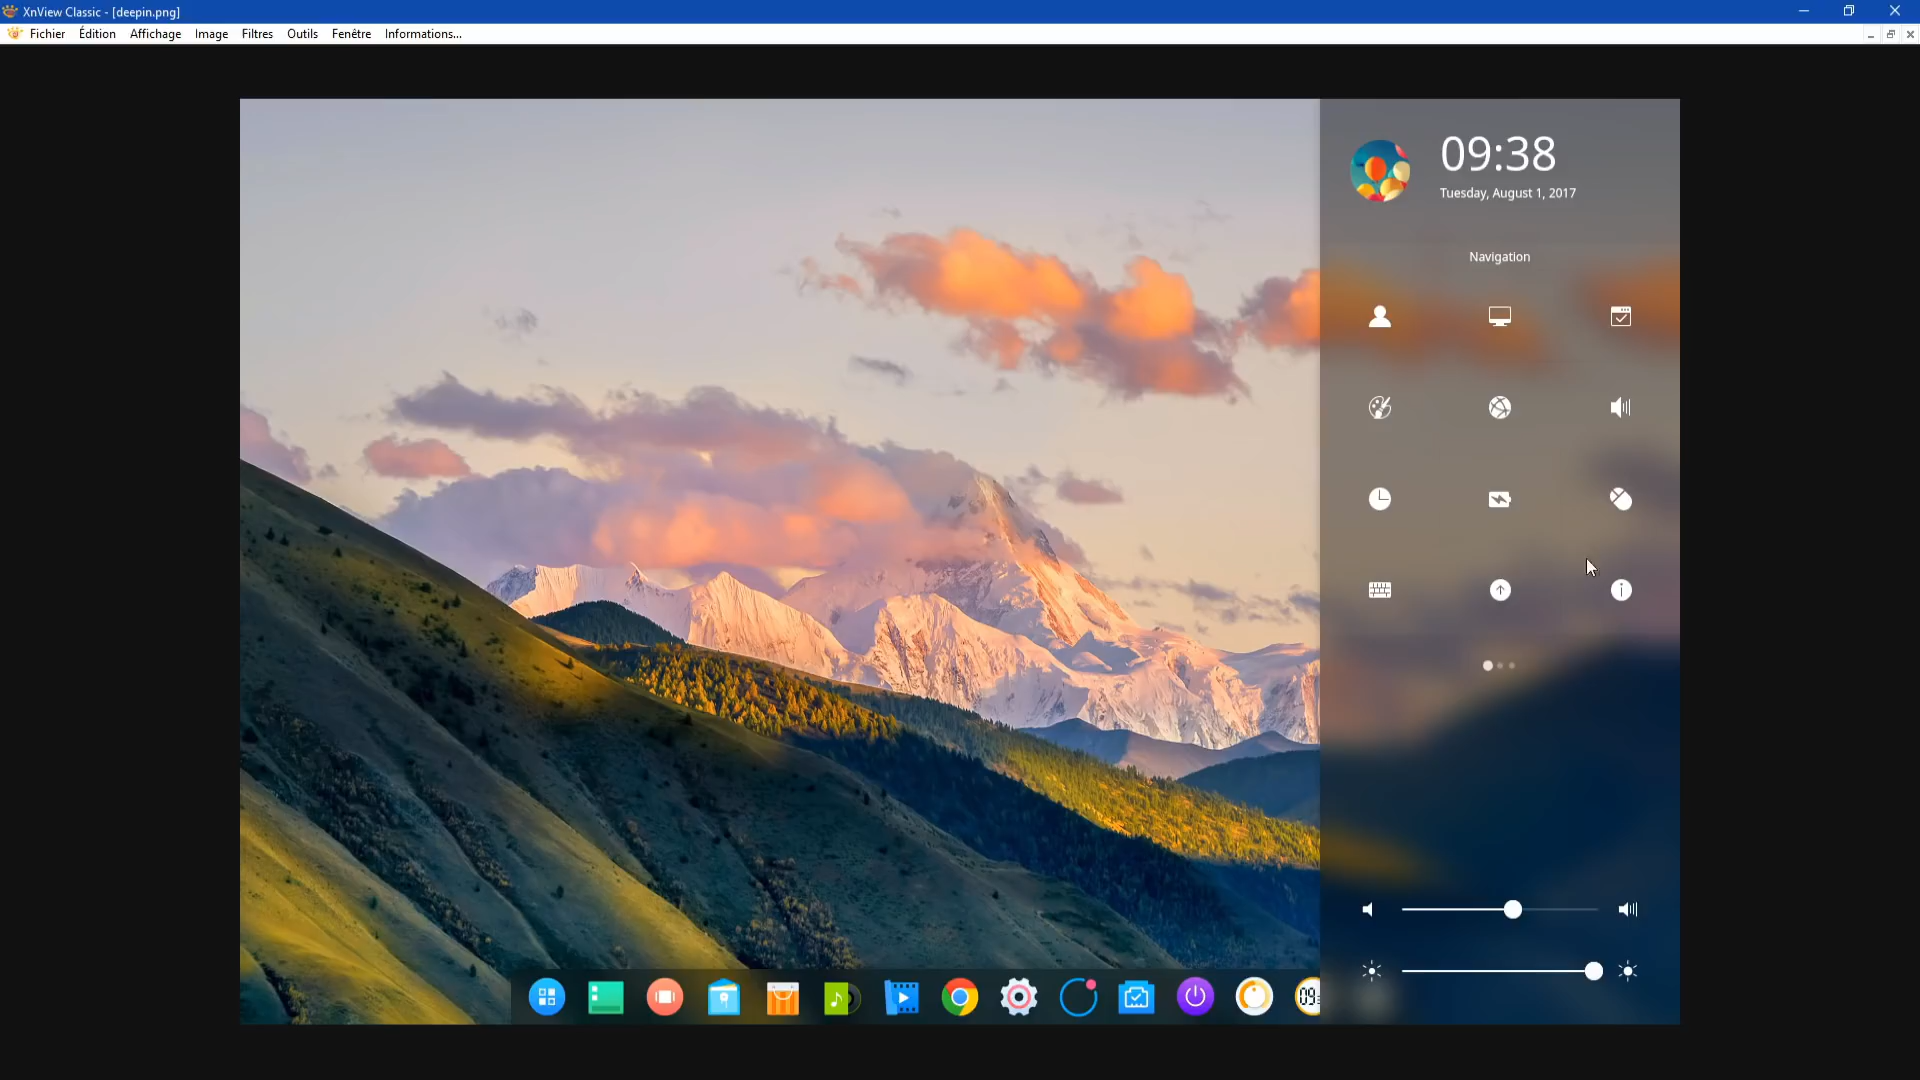 XnView Classic - [deepin.png]
Fichier Édition Affichage Image Filtres Outils Fenêtre Informations...
09:38
Tuesday, August 1, 2017
Navigation